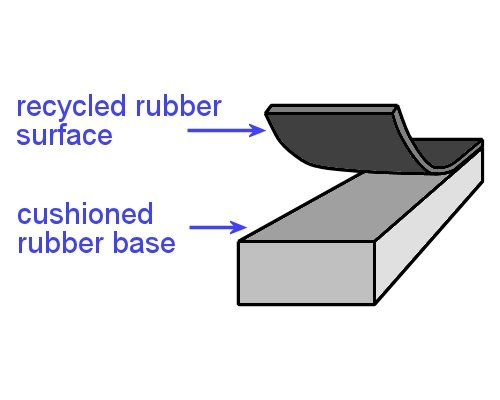 recycled rubber
surface
cushioned
rubber base